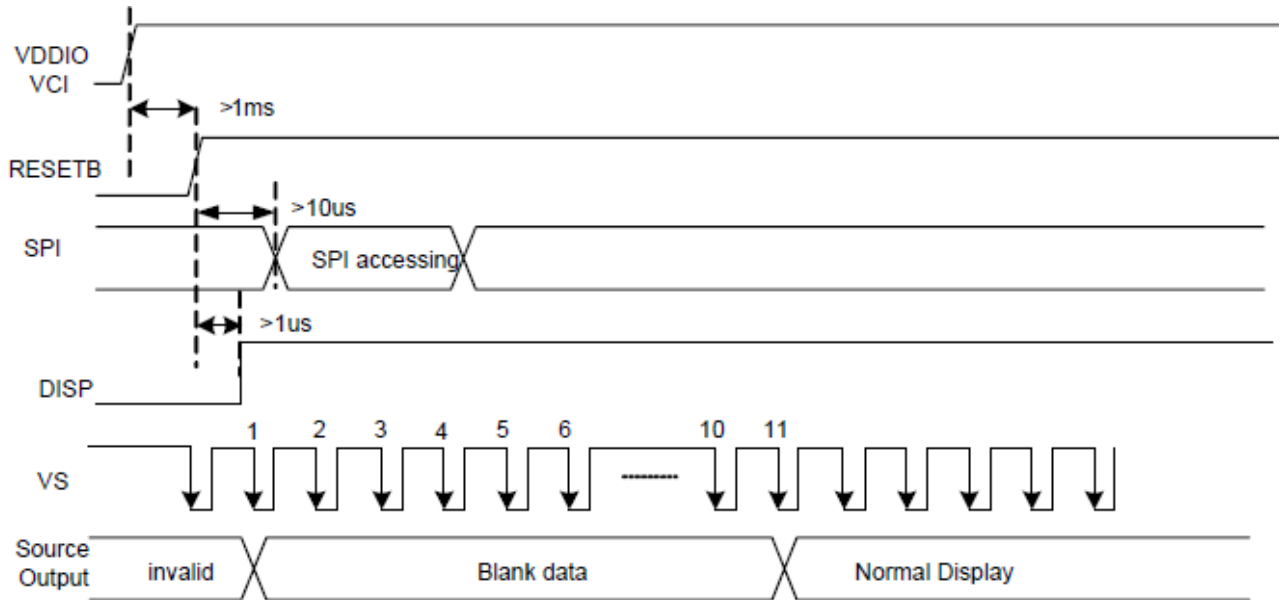 VDDIO
VCI
>1ms
RESETB
>10us
SPI
SPI accessing
>1us
DISP
1 2 3 4 5 6 10 11
VS
Source
Output
invalid
Blank data
Normal Display